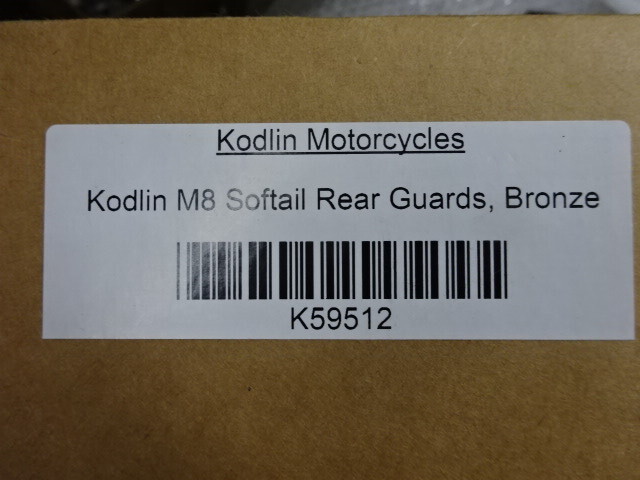 Kodlin Motorcycles
Kodlin M8 Softail Rear Guards, Bronze
K59512